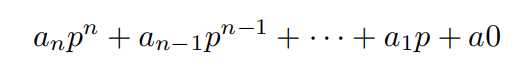 aₙpⁿ + aₙ₋₁pⁿ⁻¹ + ⋯ + a₁p + a0